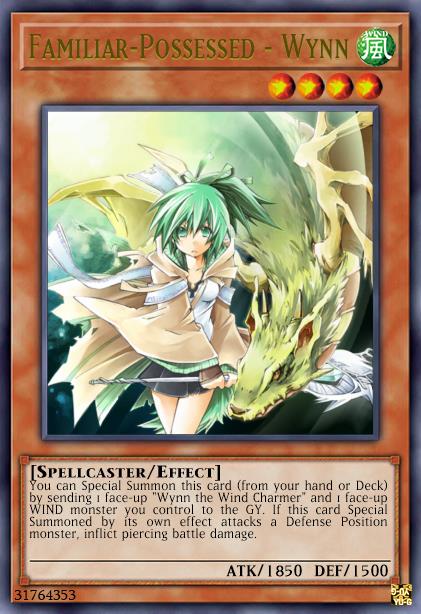 Familiar-Possessed - Wynn
WIND
風
[Spellcaster/Effect]
You can Special Summon this card (from your hand or Deck)
by sending 1 face-up "Wynn the Wind Charmer" and 1 face-up
WIND monster you control to the GY. If this card Special
Summoned by its own effect attacks a Defense Position
monster, inflict piercing battle damage.
ATK/1850 DEF/1500
31764353